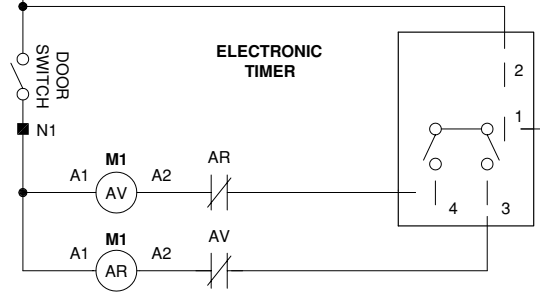 ELECTRONIC
TIMER
DOOR
SWITCH
N1
2
1
M1
A1
AV
A2
AR
4
3
M1
A1
AR
A2
AV